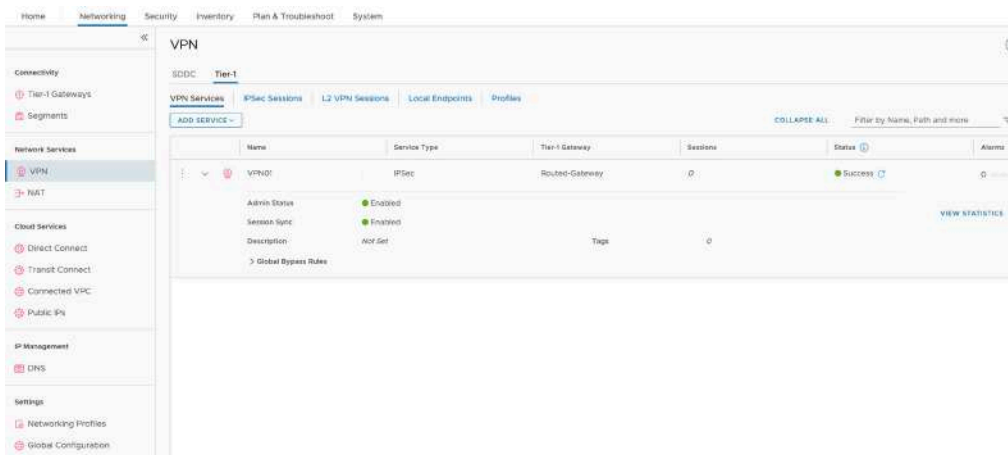 Home Networking Security Inventory Plan & Troubleshoot System
«
VPN
Connectivity
Tier-1 Gateways
Segments
Network Services
VPN
NAT
Cloud Services
Direct Connect
Transit Connect
Connected VPC
Public IPs
IP Management
DNS
Settings
Networking Profiles
Global Configuration
SDDC Tier-1
VPN Services IPSec Sessions L2 VPN Sessions Local Endpoints Profiles
ADD SERVICE
COLLAPSE ALL Filter by Name, Path and more
Name Service Type Tier-1 Gateway Sessions Status Alarms
VPN01 IPSec Routed-Gateway 0 Success 0
Admin Status Enabled
Session Sync Enabled
VIEW STATISTICS
Description Not Set Tags 0
> Global Bypass Rules